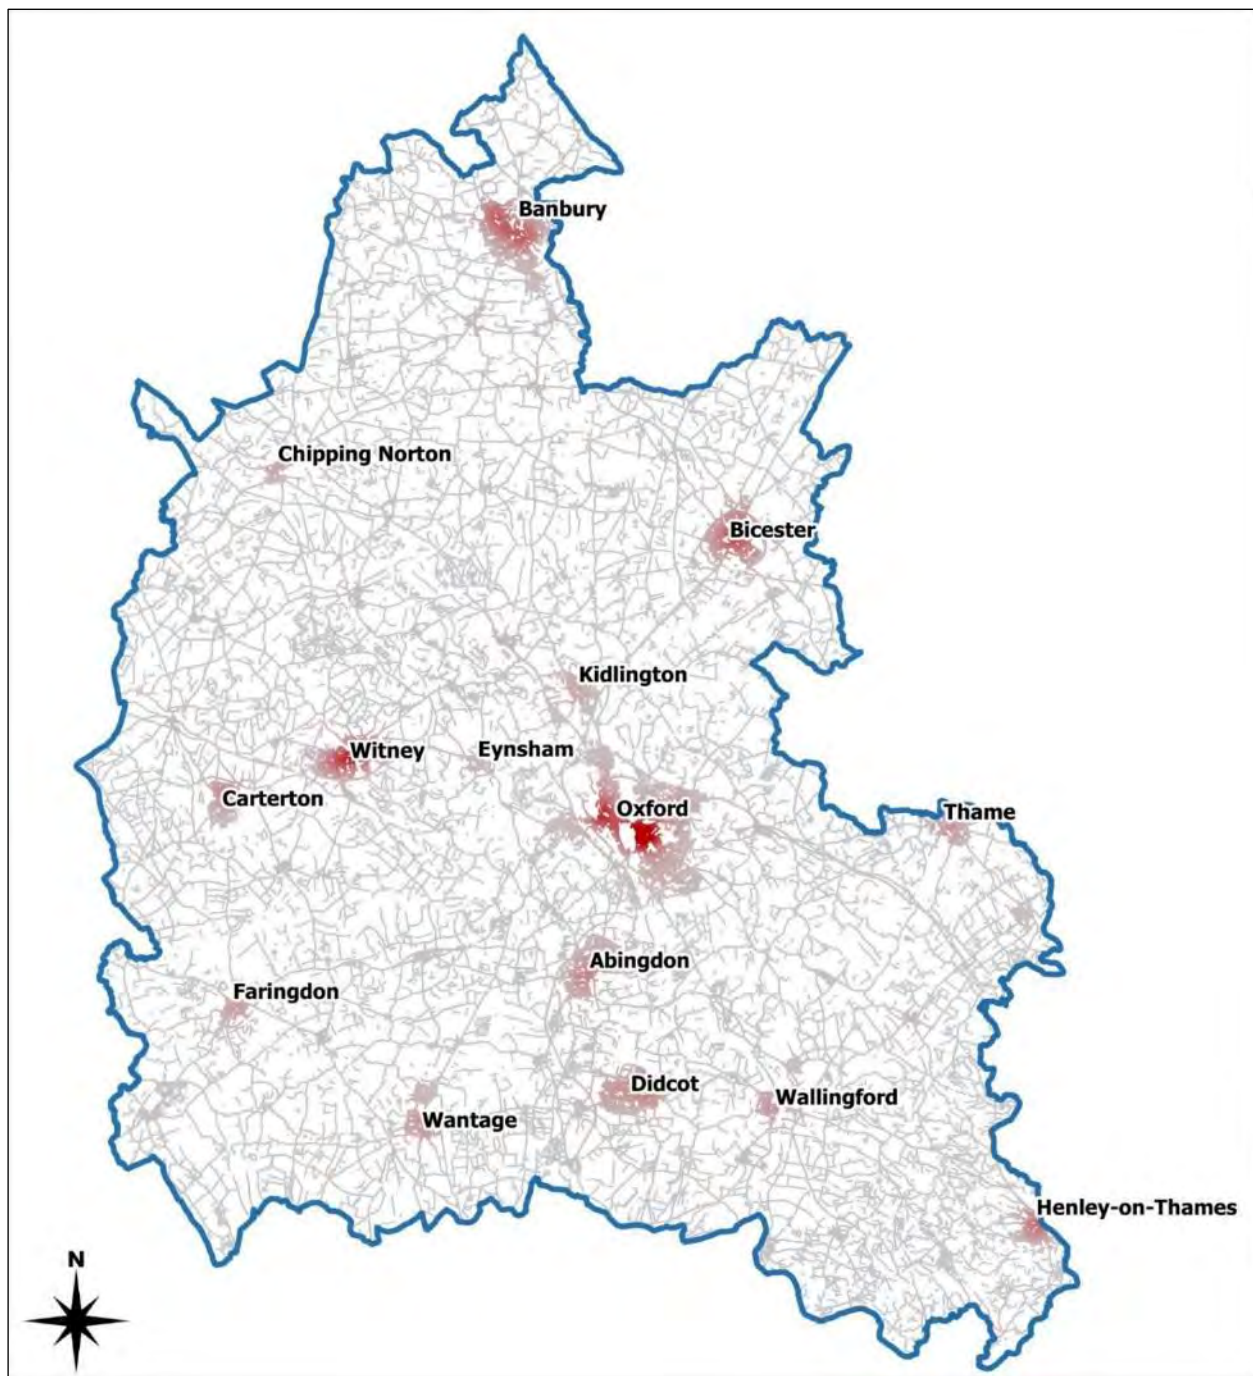 Banbury
Chipping Norton
Bicester
Kidlington
Witney
Eynsham
Carterton
Oxford
Thame
Abingdon
Faringdon
Didcot
Wallingford
Wantage
Henley-on-Thames
N